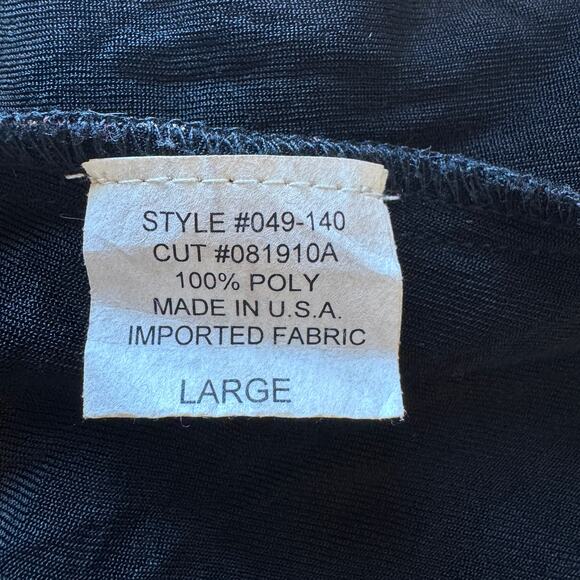 STYLE #049-140
CUT #081910A
100% POLY
MADE IN U.S.A.
IMPORTED FABRIC
LARGE